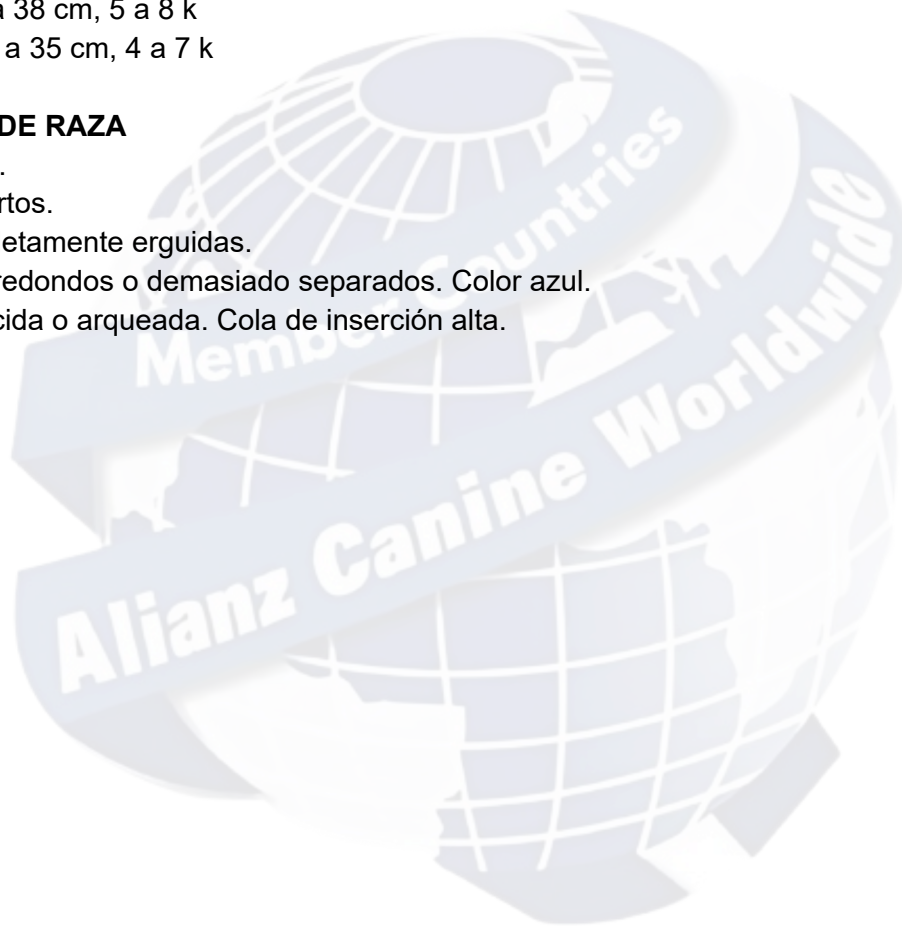 a 38 cm, 5 a 8 k
a 35 cm, 4 a 7 k
DE RAZA
.
rtos.
etamente erguidas.
redondos o demasiado separados. Color azul.
cida o arqueada. Cola de inserción alta.
Member Countries
Alianz Canine Worldwide